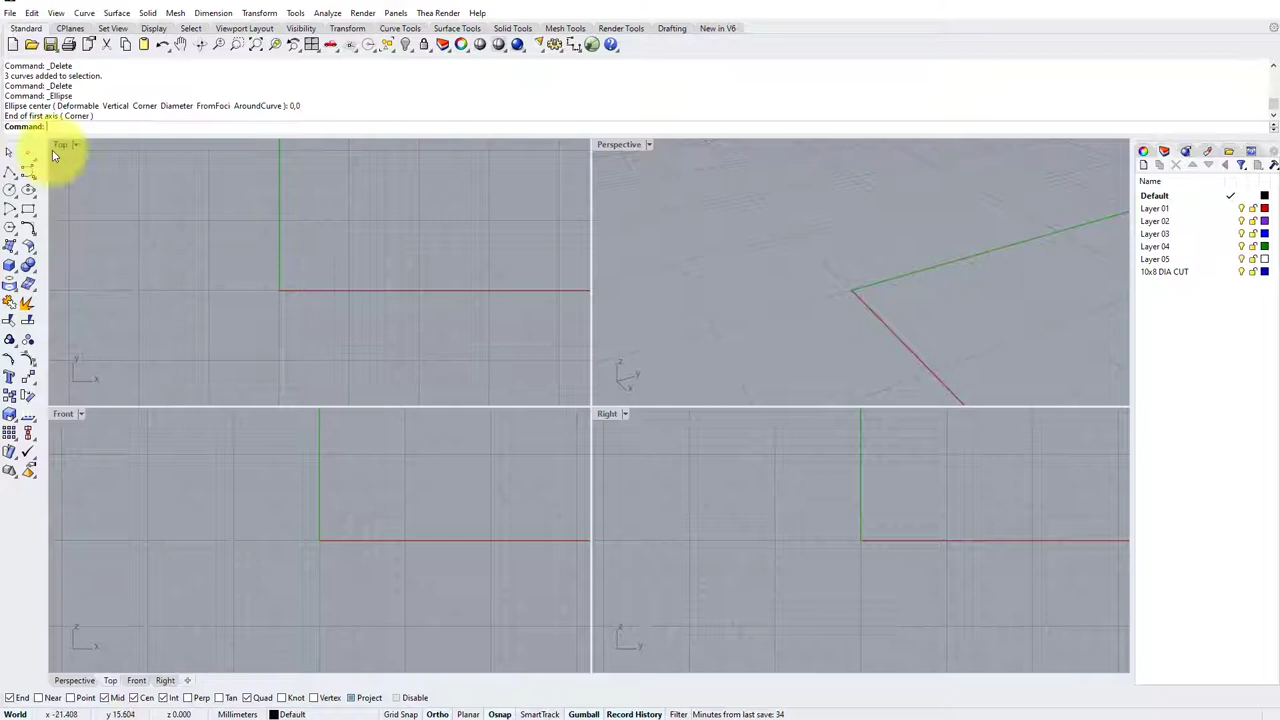 File Edit View Curve Surface Solid Mesh Dimension Transform Tools Analyze Render Panels Thea Render Help
Standard CPlanes Set View Display Select Viewport Layout Visibility Transform Curve Tools Surface Tools Solid Tools Mesh Tools Render Tools Drafting New in V6
Command: _Delete
3 curves added to selection.
Command: _Delete
Command: _Ellipse
Ellipse center ( Deformable Vertical Corner Diameter FromFoci AroundCurve ): 0,0
End of first axis ( Corner )
Command:
Top
Perspective
Name
Default
Layer 01
Layer 02
Layer 03
Layer 04
Layer 05
10x8 DIA CUT
y
x
z
y
x
Front
Right
z
x
z
y
Perspective Top Front Right
End Near Point Mid Cen Int Perp Tan Quad Knot Vertex Project Disable
World x -21.408 y 15.604 z 0.000 Millimeters Default Grid Snap Ortho Planar Osnap SmartTrack Gumball Record History Filter Minutes from last save: 34